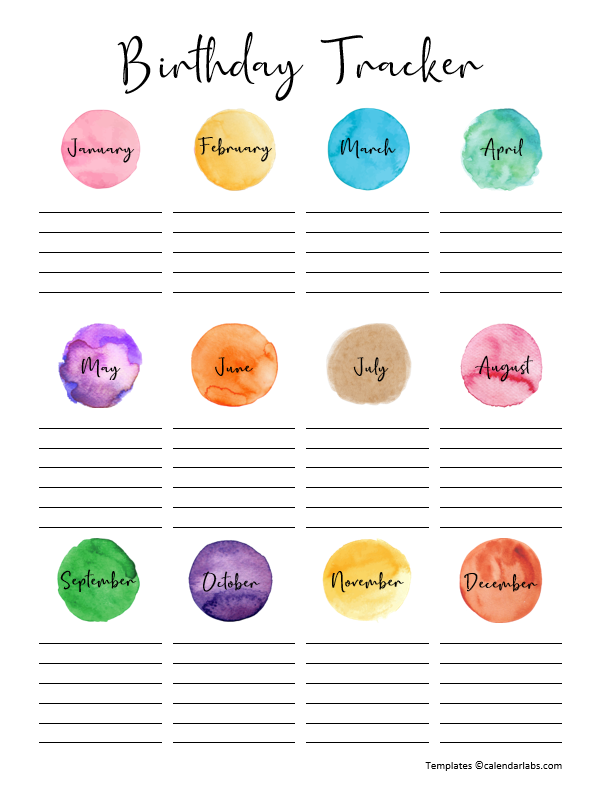 Birthday Tracker
January February March April
May June July August
September October November December
Templates ©calendarlabs.com